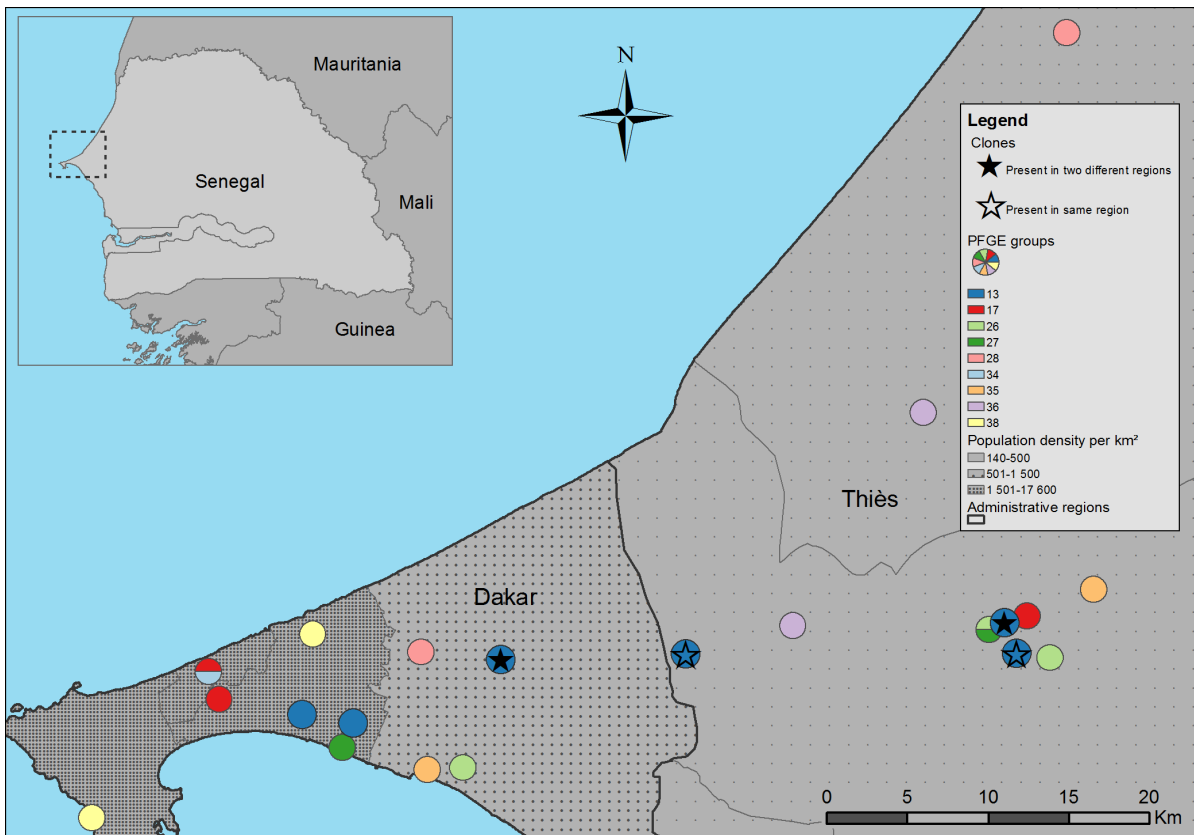 Mauritania
Senegal
Mali
Guinea
N
Legend
Clones
Present in two different regions
Present in same region
PFGE groups
13
17
26
27
28
34
35
36
38
Population density per km²
140-500
501-1 500
1 501-17 600
Administrative regions
Thiès
Dakar
0 5 10 15 20
Km